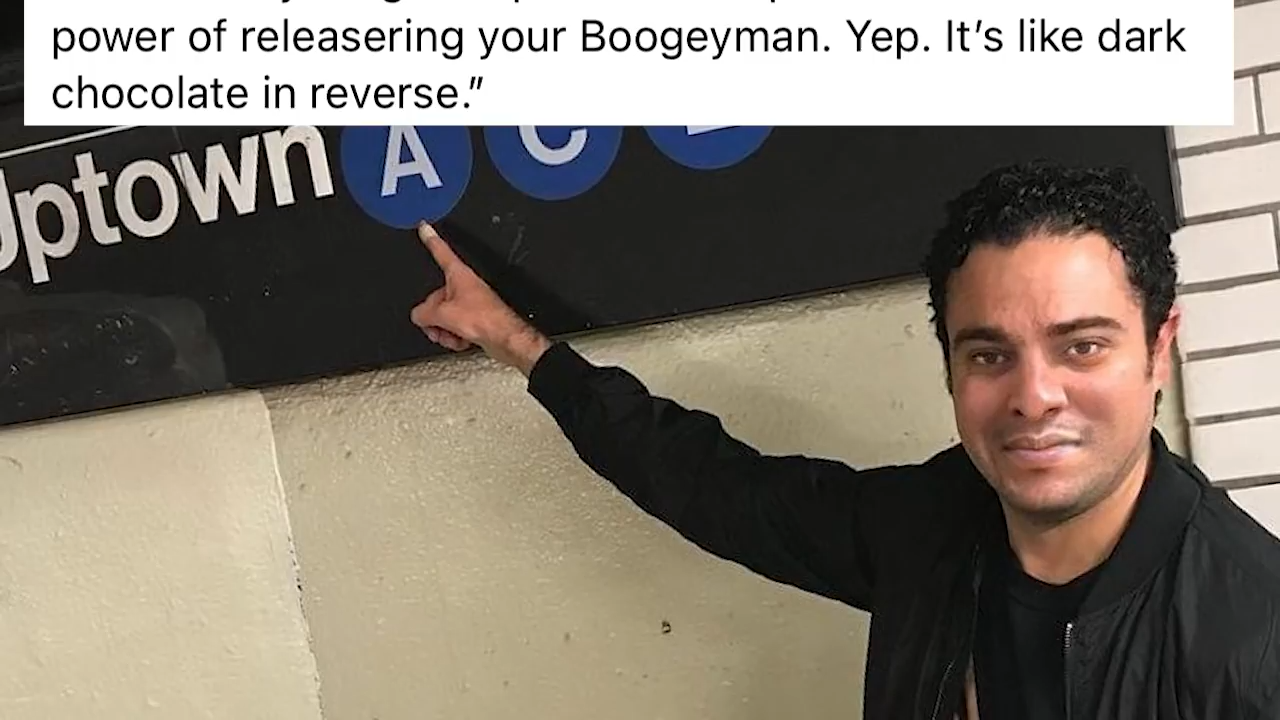 power of releasering your Boogeyman. Yep. It’s like dark
chocolate in reverse.”
Uptown A C